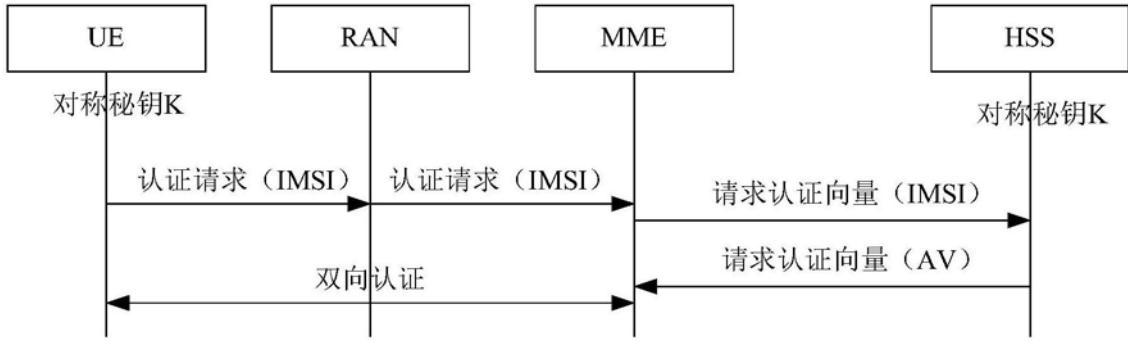 UE
RAN
MME
HSS
对称秘钥K
对称秘钥K
认证请求（IMSI）
认证请求（IMSI）
请求认证向量（IMSI）
请求认证向量（AV）
双向认证